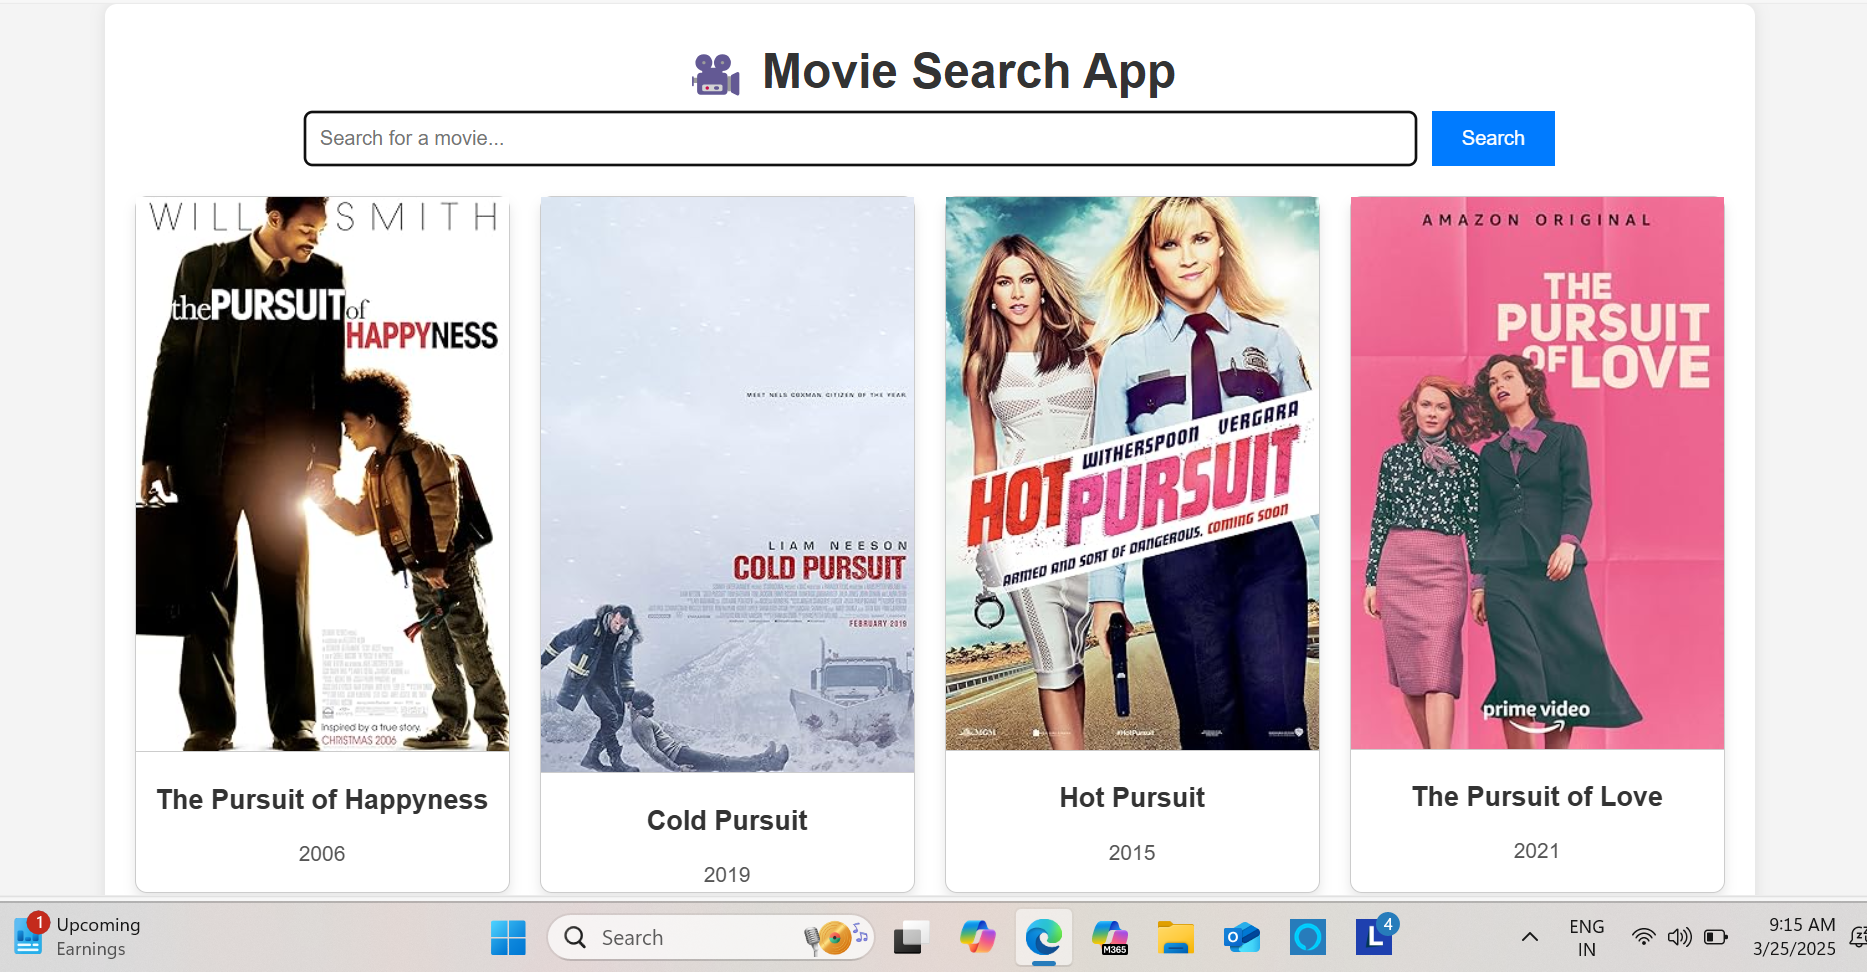 Movie Search App
Search for a movie...
Search
WILL SMITH
thePURSUITof
HAPPYNESS
inspired by a true story.
CHRISTMAS 2006
The Pursuit of Happyness
2006
MEET NELS COXMAN. CITIZEN OF THE YEAR.
LIAM NEESON
COLD PURSUIT
FEBRUARY 2019
Cold Pursuit
2019
WITHERSPOON VERGARA
HOT PURSUIT
ARMED AND SORT OF DANGEROUS. COMING SOON
MGM
#HotPursuit
Hot Pursuit
2015
AMAZON ORIGINAL
THE
PURSUIT
OF LOVE
prime video
The Pursuit of Love
2021
1
Upcoming
Earnings
Search
M365
L
4
ENG
IN
9:15 AM
3/25/2025